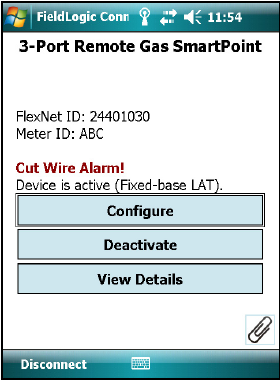 FieldLogic Conn 11:54
3-Port Remote Gas SmartPoint
FlexNet ID: 24401030
Meter ID: ABC
Cut Wire Alarm!
Device is active (Fixed-base LAT).
Configure
Deactivate
View Details
Disconnect